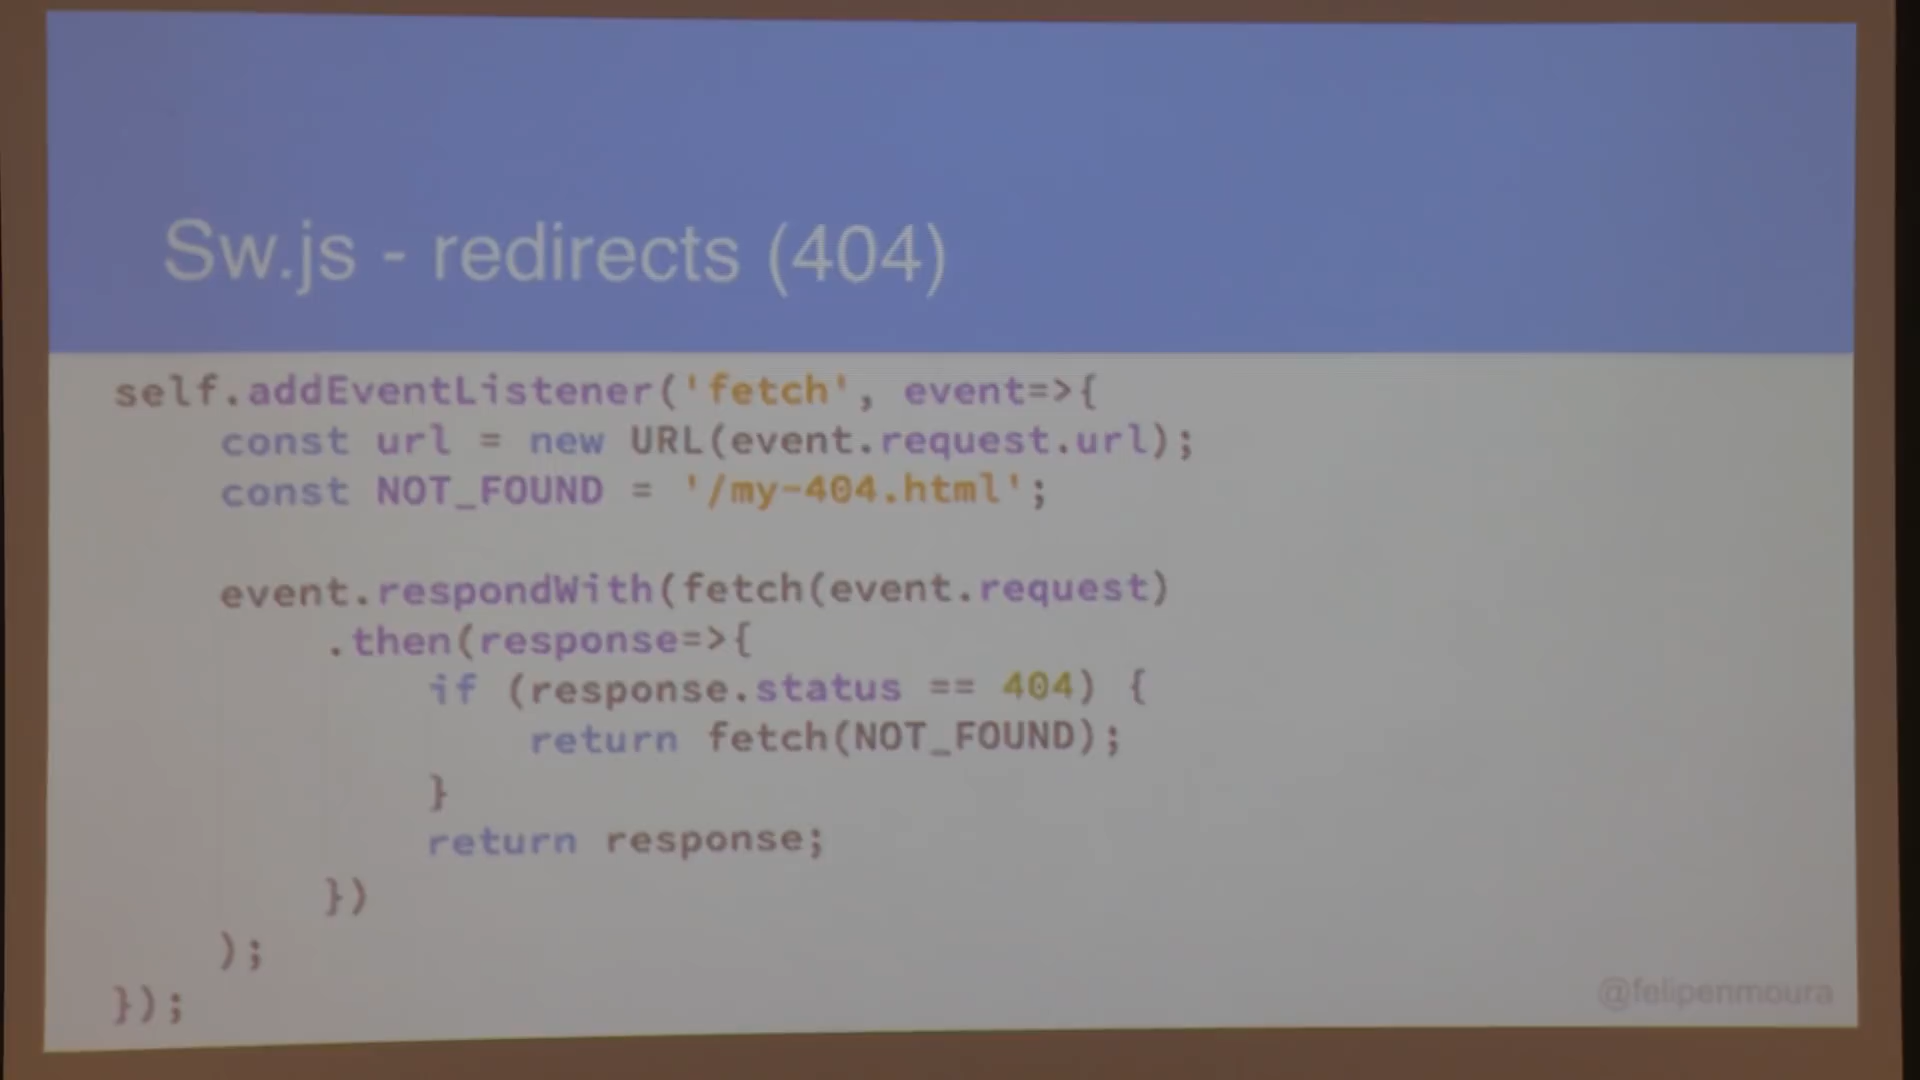 Sw.js - redirects (404)
self.addEventListener('fetch', event=>{
const url = new URL(event.request.url);
const NOT_FOUND = '/my-404.html';
event.respondWith(fetch(event.request)
.then(response=>{
if (response.status == 404) {
return fetch(NOT_FOUND);
}
return response;
})
);
});
@felipenmoura